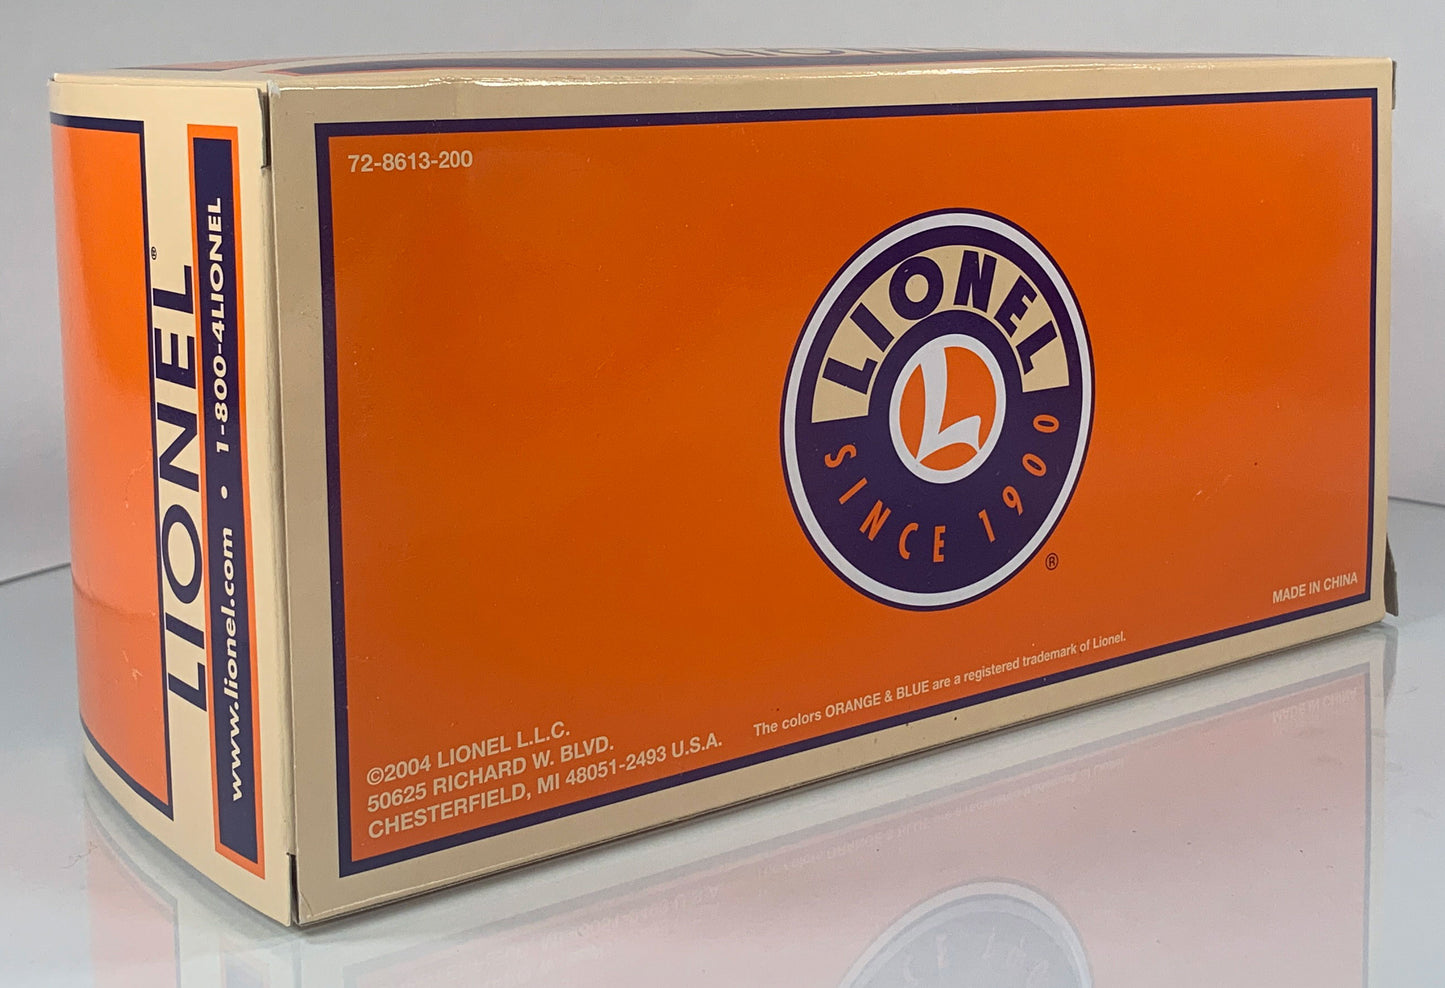 LIONEL®
www.lionel.com • 1-800-4LIONEL
72-8613-200
LIONEL
L
SINCE 1900
®
MADE IN CHINA
The colors ORANGE & BLUE are a registered trademark of Lionel.
©2004 LIONEL L.L.C.
50625 RICHARD W. BLVD.
CHESTERFIELD, MI 48051-2493 U.S.A.